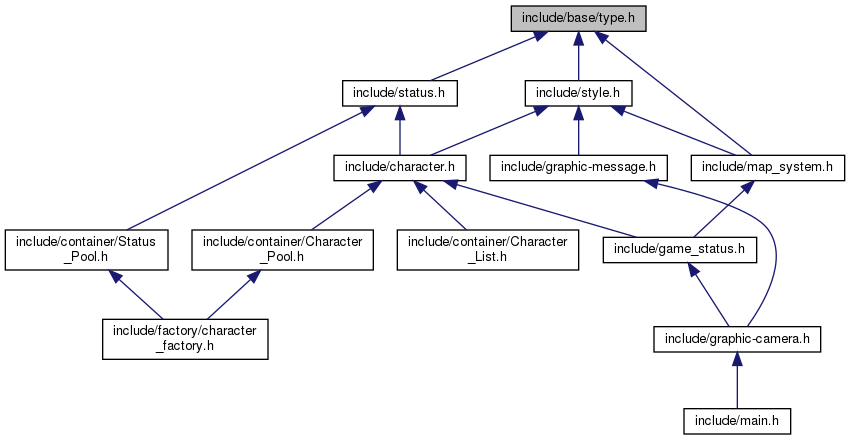 include/base/type.h
include/status.h
include/style.h
include/character.h
include/graphic-message.h
include/map_system.h
include/container/Status
_Pool.h
include/container/Character
_Pool.h
include/container/Character
_List.h
include/game_status.h
include/factory/character
_factory.h
include/graphic-camera.h
include/main.h